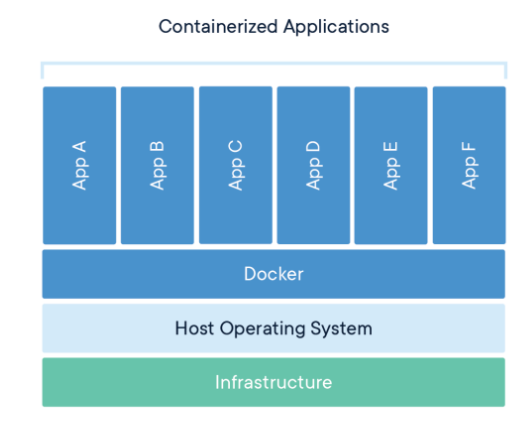 Containerized Applications
App A
App B
App C
App D
App E
App F
Docker
Host Operating System
Infrastructure